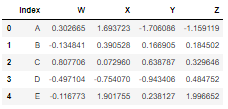 Index W X Y Z
0 A 0.302665 1.693723 -1.706086 -1.159119
1 B -0.134841 0.390528 0.166905 0.184502
2 C 0.807706 0.072960 0.638787 0.329646
3 D -0.497104 -0.754070 -0.943406 0.484752
4 E -0.116773 1.901755 0.238127 1.996652